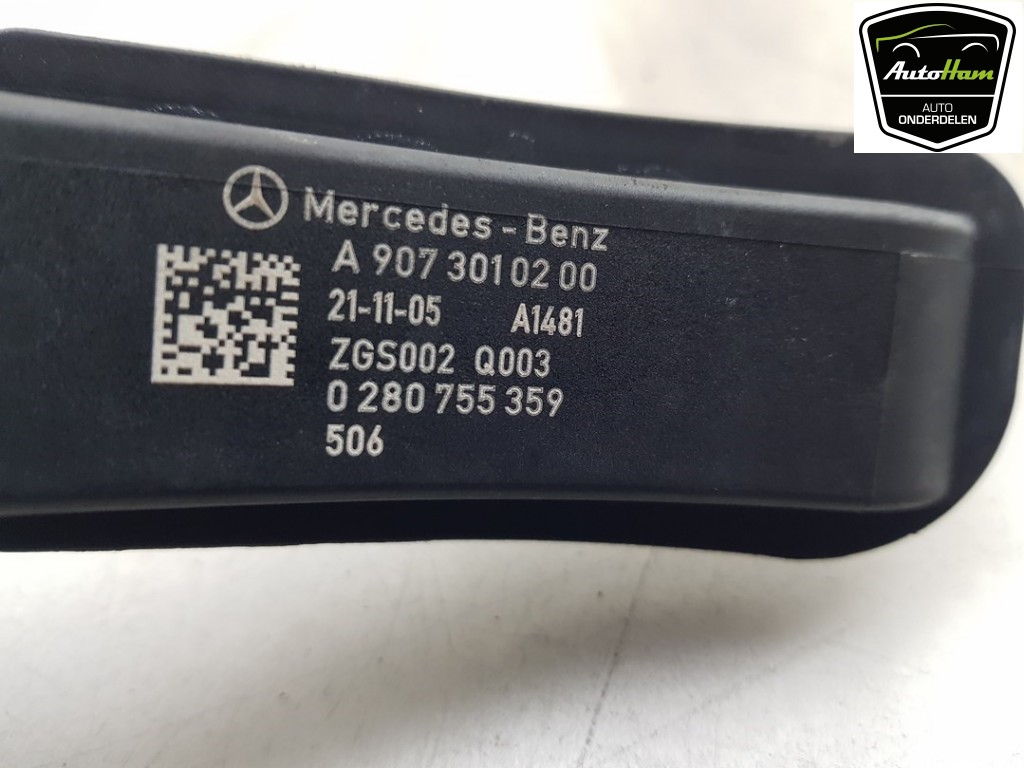 AutoHam
AUTO
ONDERDELEN
Mercedes-Benz
A 907 301 02 00
21-11-05 A1481
ZGS002 Q003
0 280 755 359
506